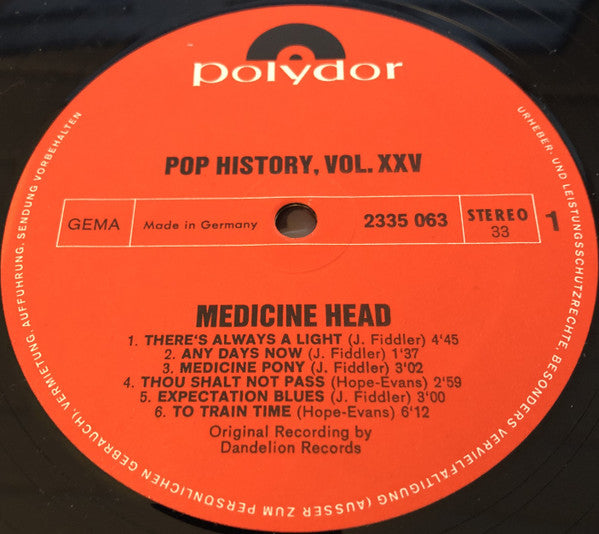 polydor
POP HISTORY, VOL. XXV
GEMA
Made in Germany
2335 063
STEREO
33
1
MEDICINE HEAD
1. THERE'S ALWAYS A LIGHT (J. Fiddler) 4'45
2. ANY DAYS NOW (J. Fiddler) 1'37
3. MEDICINE PONY (J. Fiddler) 3'02
4. THOU SHALT NOT PASS (Hope-Evans) 2'59
5. EXPECTATION BLUES (J. Fiddler) 3'00
6. TO TRAIN TIME (Hope-Evans) 6'12
Original Recording by
Dandelion Records
URHEBER- UND LEISTUNGSSCHUTZRECHTE, BESONDERS VERVIELFÄLTIGUNG (AUSSER ZUM PERSÖNLICHEN GEBRAUCH), VERMIETUNG, AUFFÜHRUNG, SENDUNG VORBEHALTEN